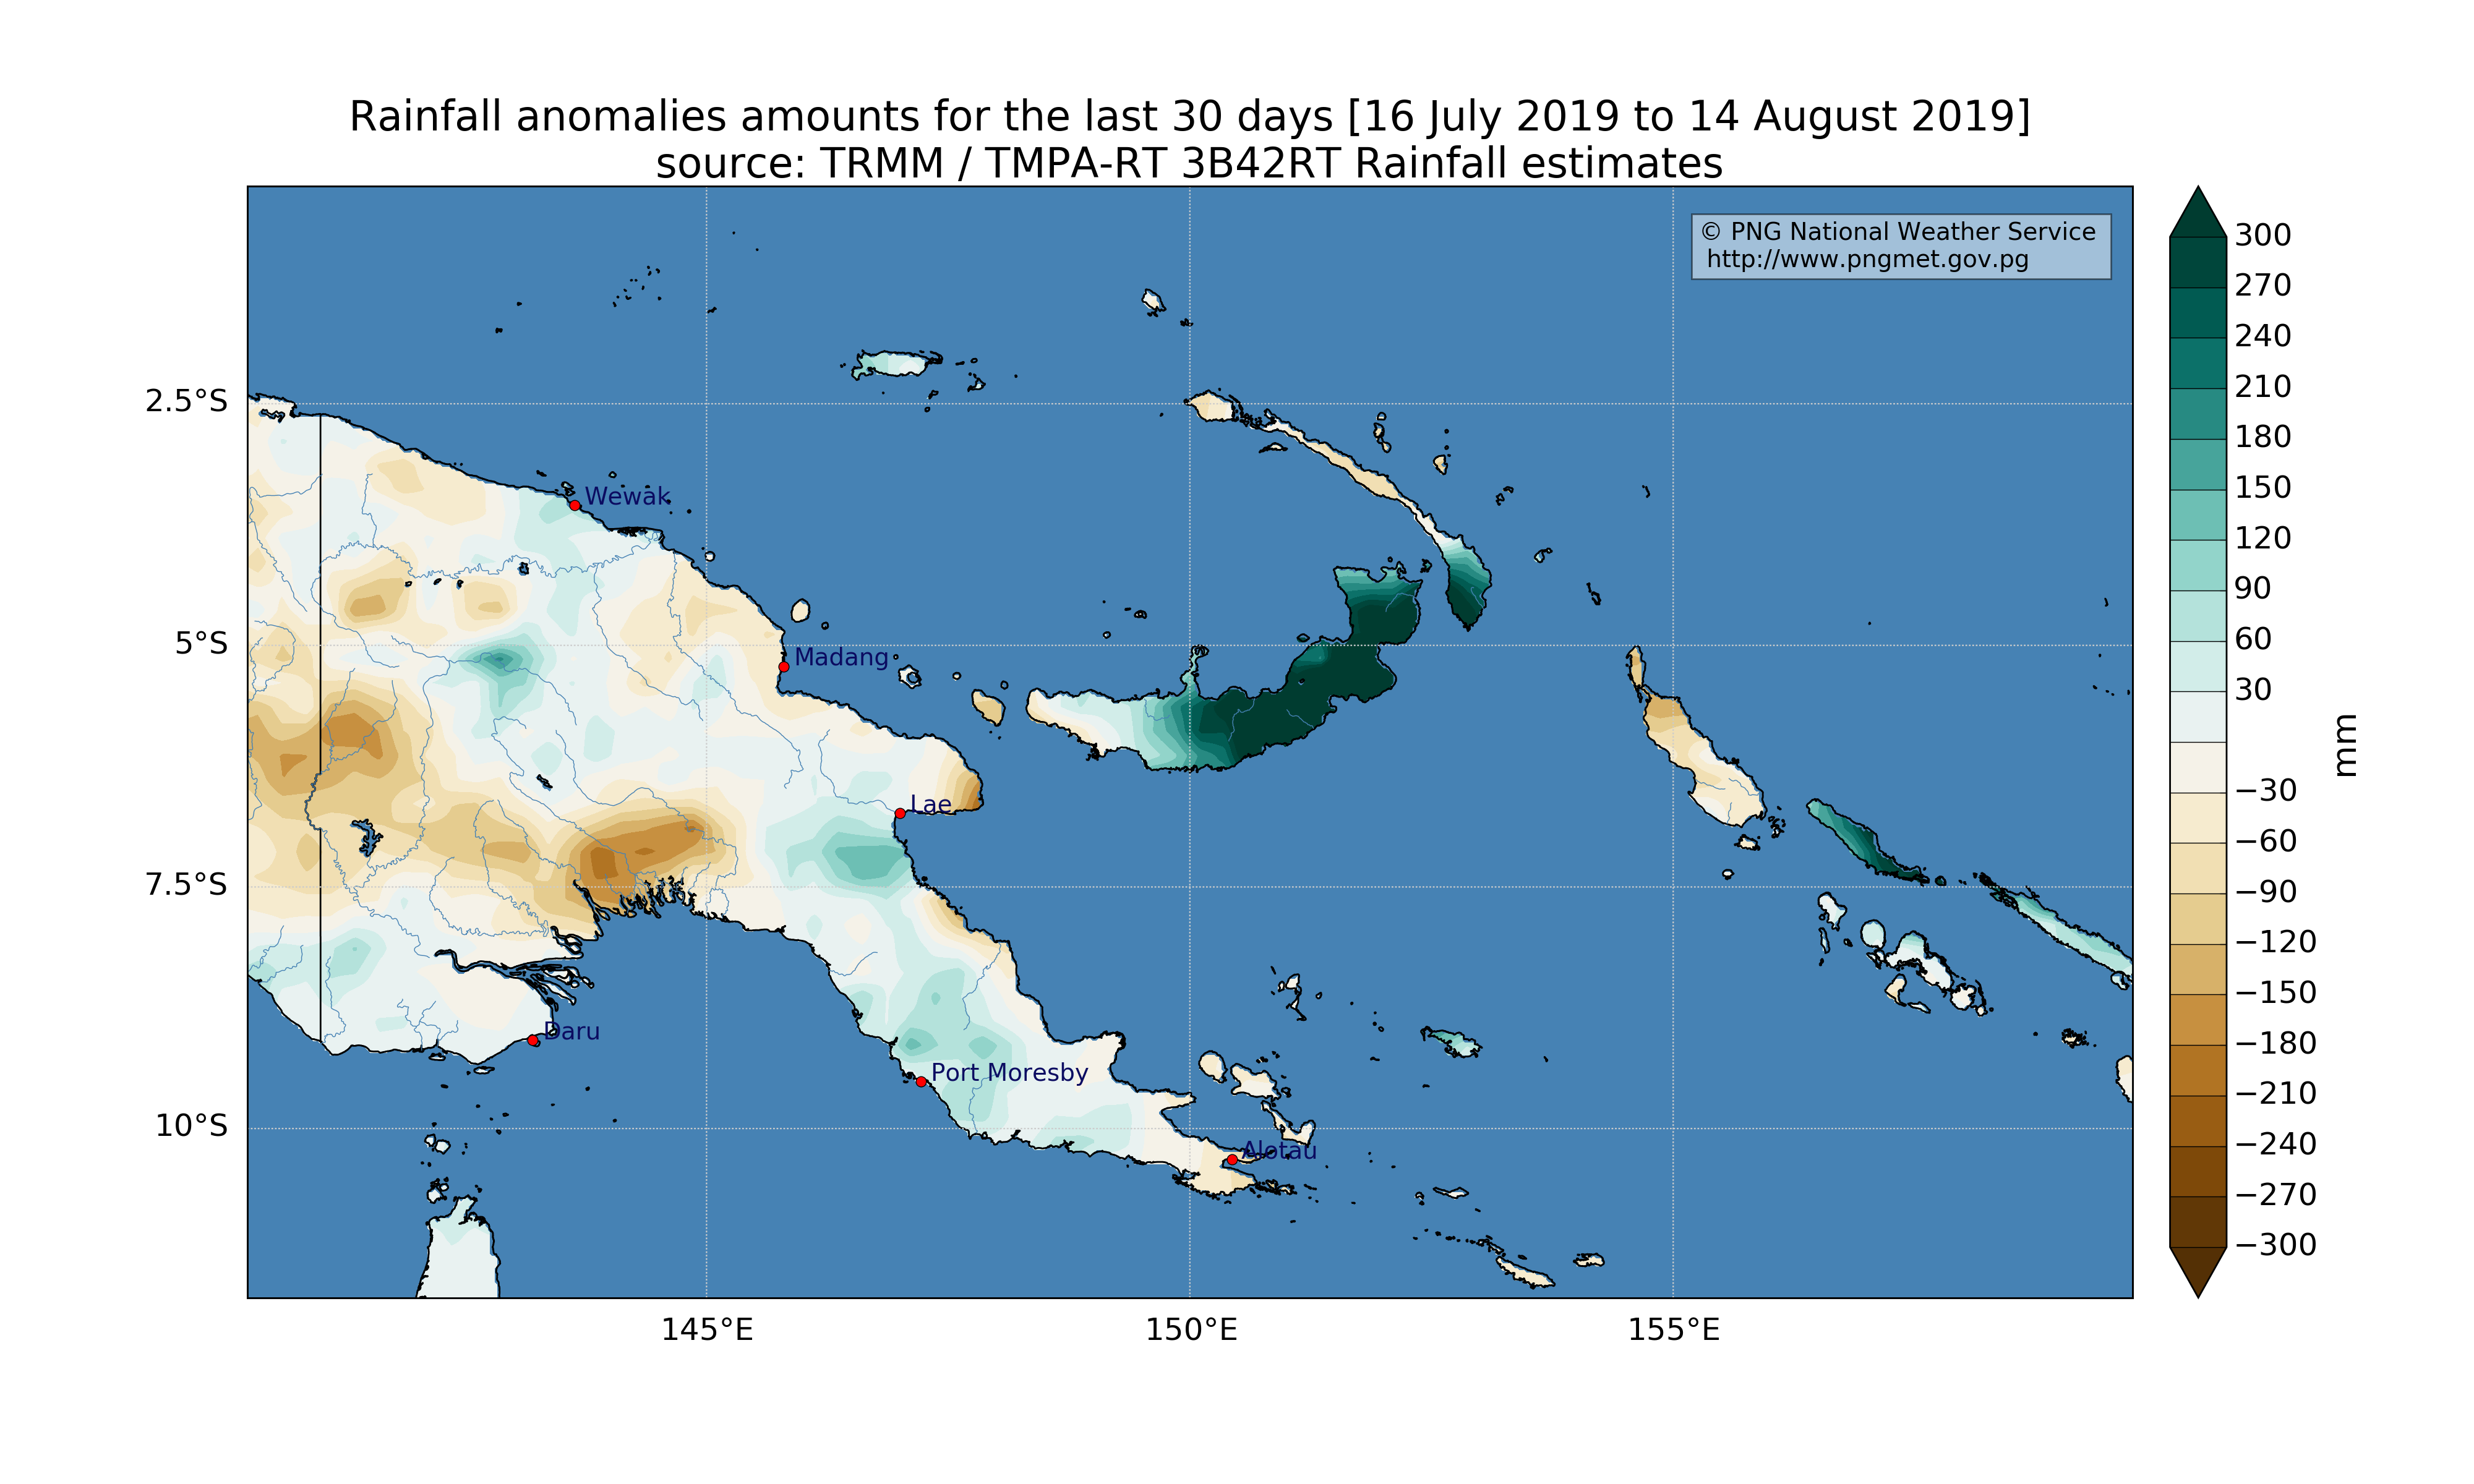 Rainfall anomalies amounts for the last 30 days [16 July 2019 to 14 August 2019]
source: TRMM / TMPA-RT 3B42RT Rainfall estimates
© PNG National Weather Service
http://www.pngmet.gov.pg
2.5°S
5°S
7.5°S
10°S
Wewak
Madang
Lae
Daru
Port Moresby
Alotau
145°E
150°E
155°E
300
270
240
210
180
150
120
90
60
30
−30
−60
−90
−120
−150
−180
−210
−240
−270
−300
mm